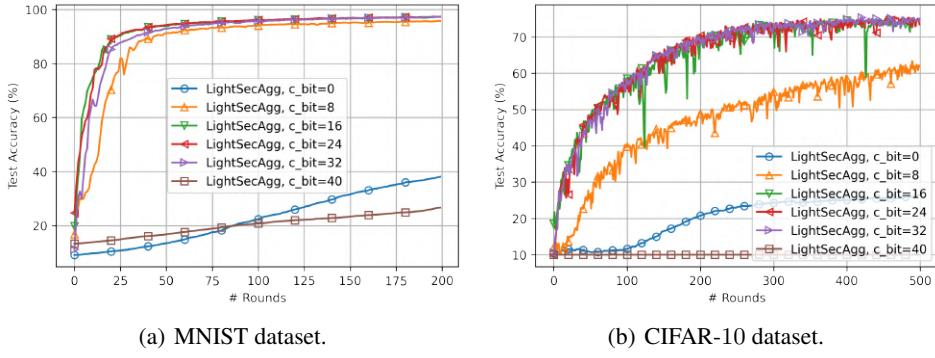 100
80
60
40
20
0
25
50
75
100
125
150
175
200
Test Accuracy (%)
# Rounds
LightSecAgg, c_bit=0
LightSecAgg, c_bit=8
LightSecAgg, c_bit=16
LightSecAgg, c_bit=24
LightSecAgg, c_bit=32
LightSecAgg, c_bit=40
(a) MNIST dataset.
70
60
50
40
30
20
10
0
100
200
300
400
500
Test Accuracy (%)
# Rounds
LightSecAgg, c_bit=0
LightSecAgg, c_bit=8
LightSecAgg, c_bit=16
LightSecAgg, c_bit=24
LightSecAgg, c_bit=32
LightSecAgg, c_bit=40
(b) CIFAR-10 dataset.